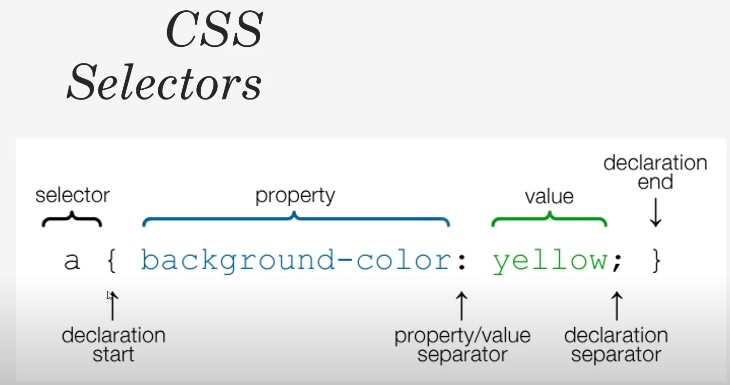 CSS
Selectors
declaration
end
selector
property
value
a { background-color: yellow; }
declaration
start
property/value
separator
declaration
separator